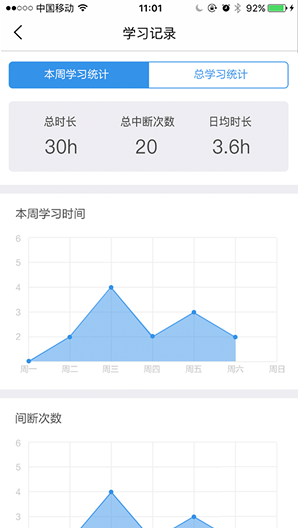 中国移动 11:01 92%
学习记录
本周学习统计 总学习统计
总时长 总中断次数 日均时长
30h 20 3.6h
本周学习时间
6
5
4
3
2
周一 周二 周三 周四 周五 周六 周日
间断次数
6
5
4
3